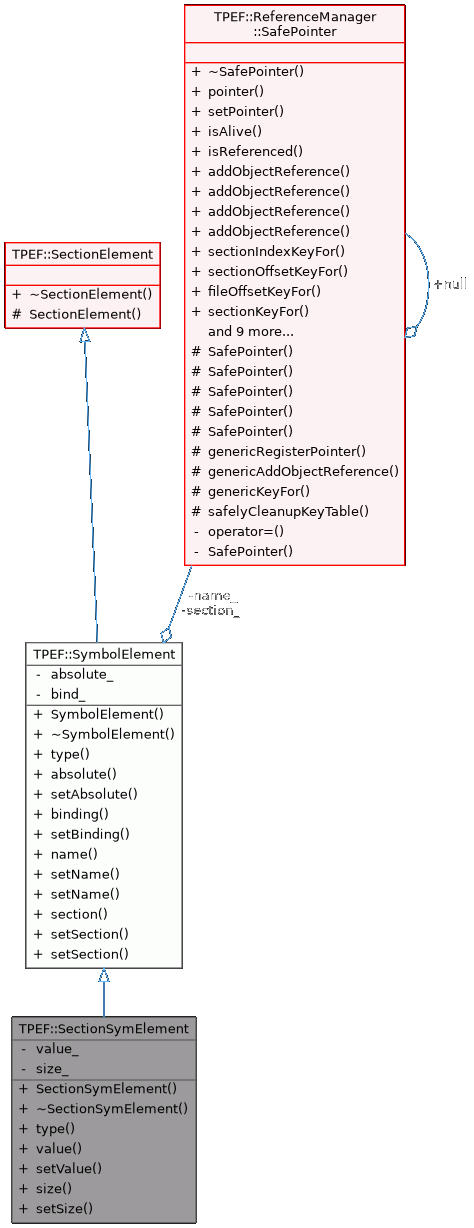 TPEF::ReferenceManager
::SafePointer
+ ~SafePointer()
+ pointer()
+ setPointer()
+ isAlive()
+ isReferenced()
+ addObjectReference()
+ addObjectReference()
+ addObjectReference()
+ addObjectReference()
+ sectionIndexKeyFor()
+ sectionOffsetKeyFor()
+ fileOffsetKeyFor()
+ sectionKeyFor()
and 9 more...
# SafePointer()
# SafePointer()
# SafePointer()
# SafePointer()
# SafePointer()
# genericRegisterPointer()
# genericAddObjectReference()
# genericKeyFor()
# safelyCleanupKeyTable()
- operator=()
- SafePointer()
+null
TPEF::SectionElement
+ ~SectionElement()
# SectionElement()
-name_
-section_
TPEF::SymbolElement
- absolute_
- bind_
+ SymbolElement()
+ ~SymbolElement()
+ type()
+ absolute()
+ setAbsolute()
+ binding()
+ setBinding()
+ name()
+ setName()
+ setName()
+ section()
+ setSection()
+ setSection()
TPEF::SectionSymElement
- value_
- size_
+ SectionSymElement()
+ ~SectionSymElement()
+ type()
+ value()
+ setValue()
+ size()
+ setSize()